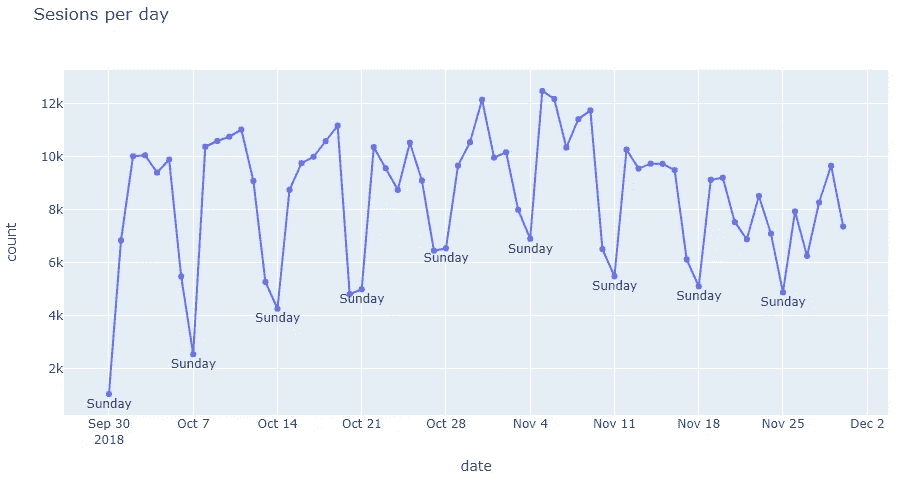 Sesions per day
12k
10k
8k
6k
4k
2k
count
Sunday
Sunday
Sunday
Sunday
Sunday
Sunday
Sunday
Sunday
Sunday
Sep 30 Oct 7 Oct 14 Oct 21 Oct 28 Nov 4 Nov 11 Nov 18 Nov 25 Dec 2
2018
date